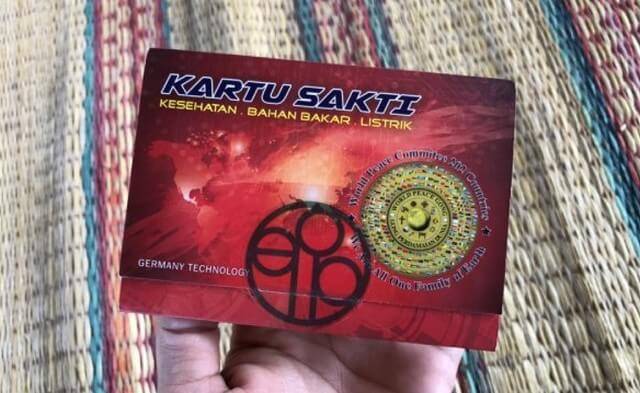 KARTU SAKTI
KESEHATAN . BAHAN BAKAR . LISTRIK
World Peace Committee 202 Countries
We Are All One Family of Earth
GERMANY TECHNOLOGY